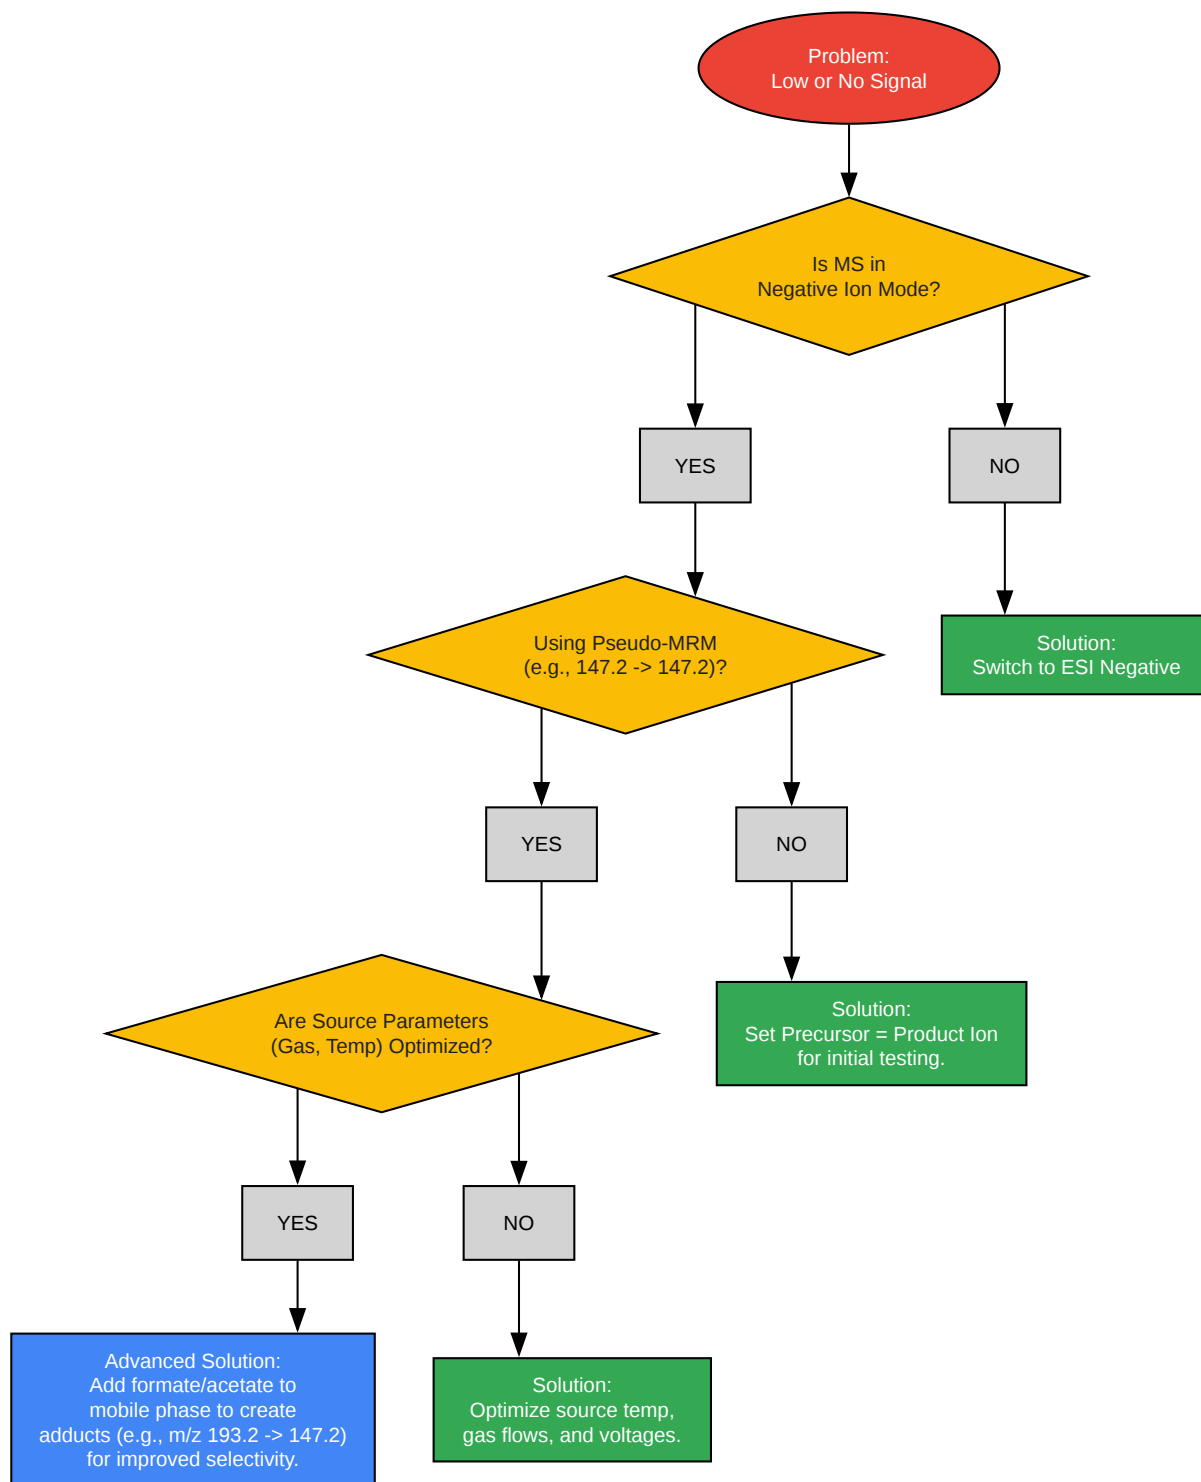 Problem:
Low or No Signal
Is MS in
Negative Ion Mode?
YES
NO
Using Pseudo-MRM
(e.g., 147.2 -> 147.2)?
Solution:
Switch to ESI Negative
YES
NO
Are Source Parameters
(Gas, Temp) Optimized?
Solution:
Set Precursor = Product Ion
for initial testing.
YES
NO
Advanced Solution:
Add formate/acetate to
mobile phase to create
adducts (e.g., m/z 193.2 -> 147.2)
for improved selectivity.
Solution:
Optimize source temp,
gas flows, and voltages.